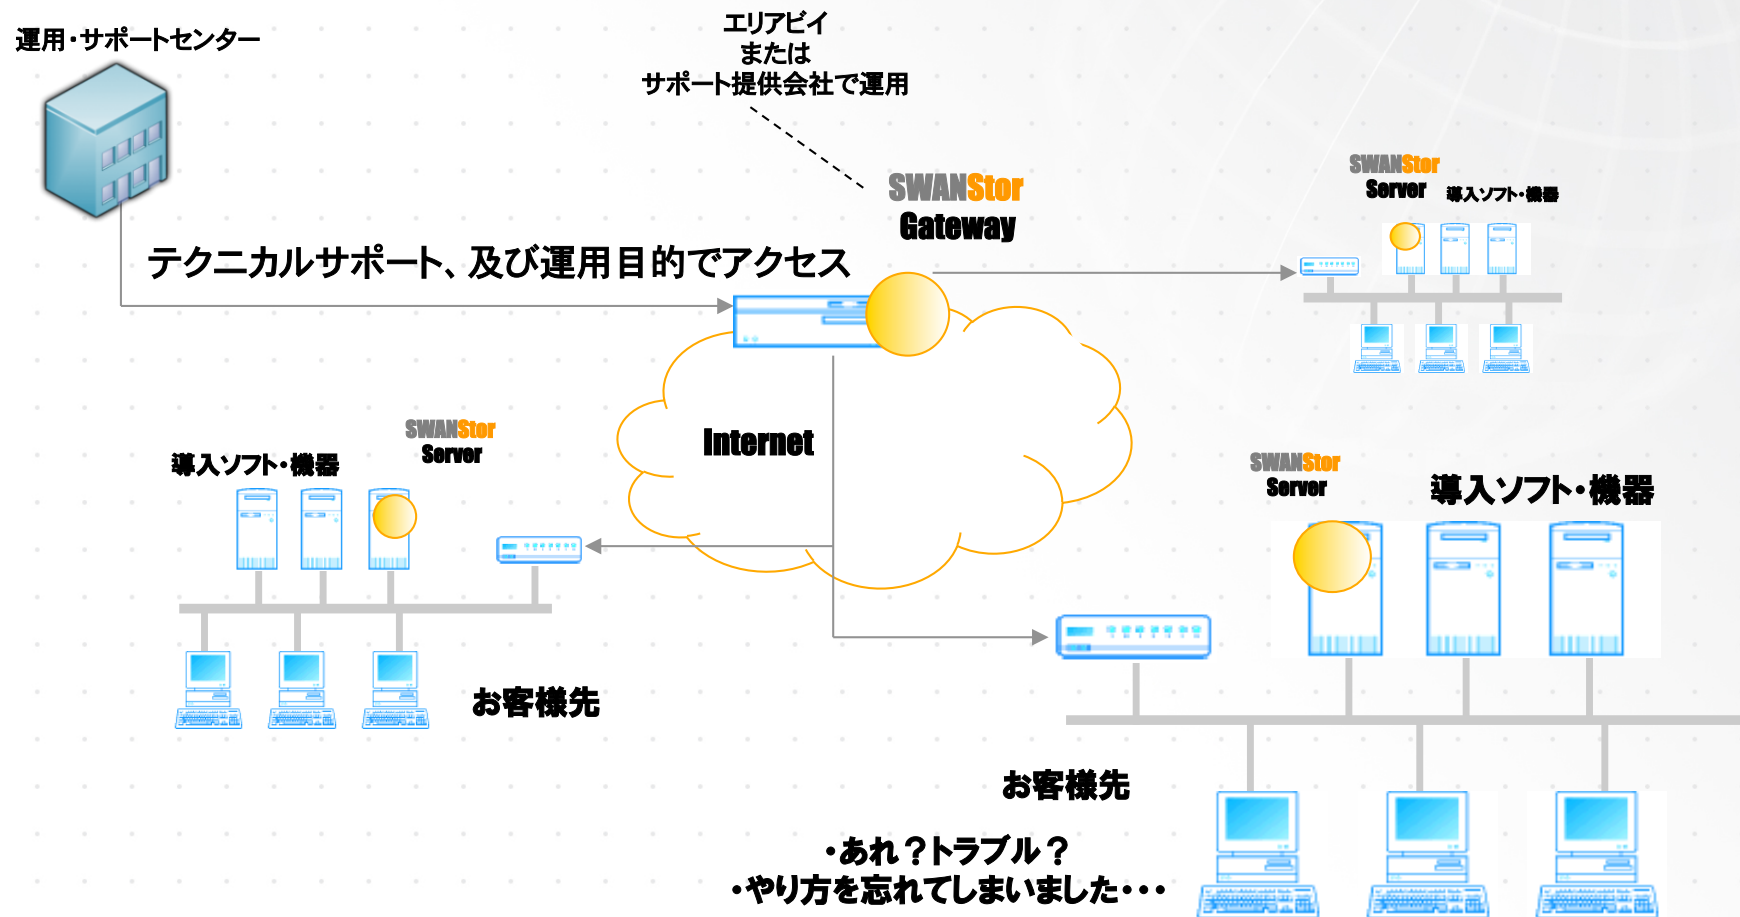 運用・サポートセンター
エリアビイ
または
サポート提供会社で運用
SWANStor
Gateway
SWANStor
Server
導入ソフト・機器
テクニカルサポート、及び運用目的でアクセス
Internet
SWANStor
Server
導入ソフト・機器
SWANStor
Server
導入ソフト・機器
お客様先
お客様先
・あれ？トラブル？
・やり方を忘れてしまいました・・・